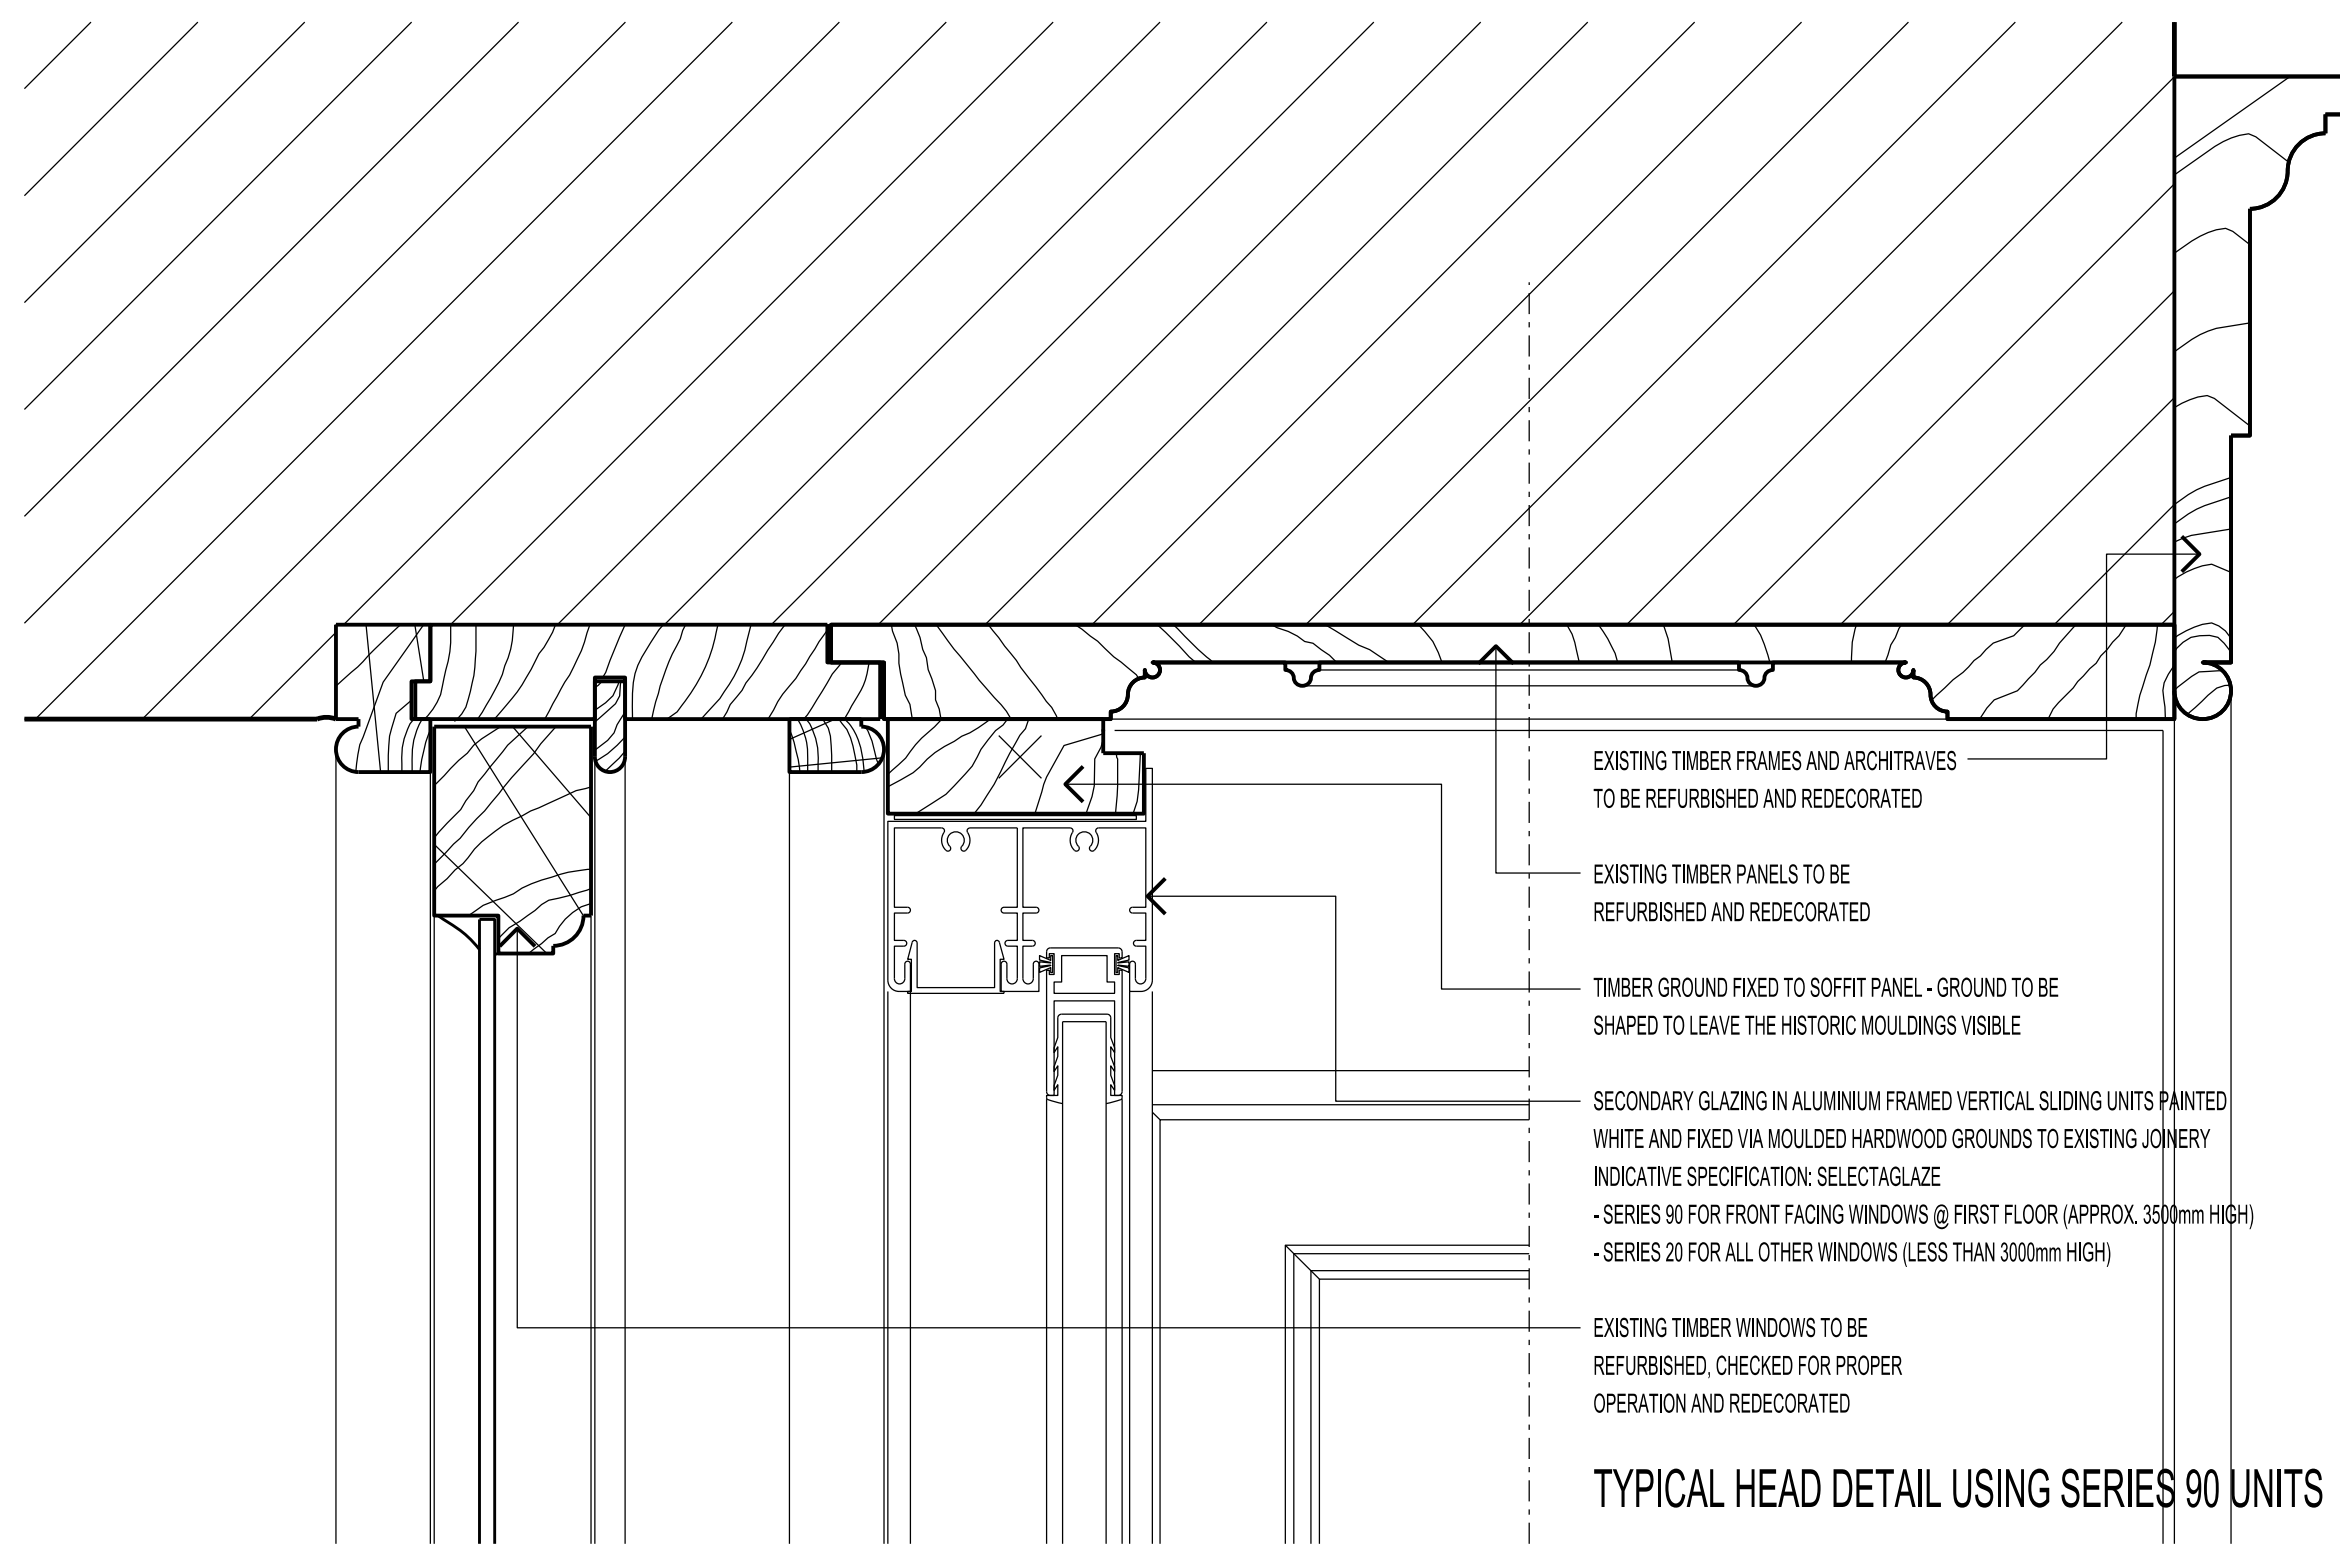 EXISTING TIMBER FRAMES AND ARCHITRAVES
TO BE REFURBISHED AND REDECORATED
EXISTING TIMBER PANELS TO BE
REFURBISHED AND REDECORATED
TIMBER GROUND FIXED TO SOFFIT PANEL - GROUND TO BE
SHAPED TO LEAVE THE HISTORIC MOULDINGS VISIBLE
SECONDARY GLAZING IN ALUMINIUM FRAMED VERTICAL SLIDING UNITS PAINTED
WHITE AND FIXED VIA MOULDED HARDWOOD GROUNDS TO EXISTING JOINERY
INDICATIVE SPECIFICATION: SELECTAGLAZE
- SERIES 90 FOR FRONT FACING WINDOWS @ FIRST FLOOR (APPROX. 3500mm HIGH)
- SERIES 20 FOR ALL OTHER WINDOWS (LESS THAN 3000mm HIGH)
EXISTING TIMBER WINDOWS TO BE
REFURBISHED, CHECKED FOR PROPER
OPERATION AND REDECORATED
TYPICAL HEAD DETAIL USING SERIES 90 UNITS